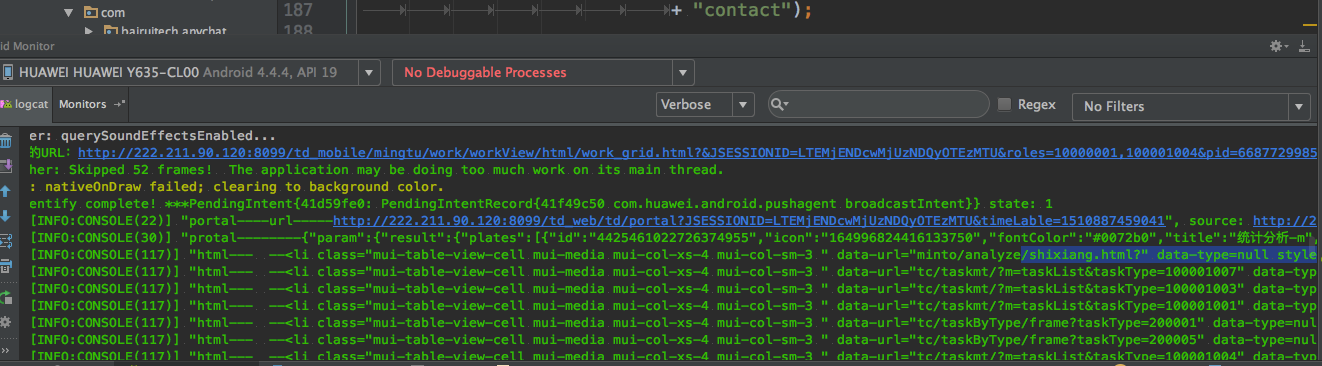 com
187
+ "contact");
bairuitech.anychat
188
id Monitor
HUAWEI HUAWEI Y635-CL00 Android 4.4.4, API 19
No Debuggable Processes
logcat
Monitors
Verbose
Regex
No Filters
er: querySoundEffectsEnabled...
的URL: http://222.211.90.120:8099/td_mobile/mingtu/work/workView/html/work_grid.html?&JSESSIONID=LTEMjENDcwMjUzNDQyOTEzMTU&roles=10000001,100001004&pid=6687729985
her: Skipped 52 frames!  The application may be doing too much work on its main thread.
: nativeOnDraw failed; clearing to background color.
entify complete! ***PendingIntent{41d59fe0: PendingIntentRecord{41f49c50 com.huawei.android.pushagent broadcastIntent}} state: 1
[INFO:CONSOLE(22)] "portal----url-----http://222.211.90.120:8099/td_web/td/portal?JSESSIONID=LTEMjENDcwMjUzNDQyOTEzMTU&timeLable=1510887459041", source: http://2
[INFO:CONSOLE(30)] "protal--------{"param":{"result":{"plates":[{"id":"4425461022726374955","icon":"164996824416133750","fontColor":"#0072b0","title":"统计分析-m",
[INFO:CONSOLE(117)] "html--- --<li class="mui-table-view-cell mui-media mui-col-xs-4 mui-col-sm-3 " data-url="minto/analyze/shixiang.html?" data-type=null style
[INFO:CONSOLE(117)] "html--- --<li class="mui-table-view-cell mui-media mui-col-xs-4 mui-col-sm-3 " data-url="tc/taskmt/?m=taskList&taskType=100001007" data-typ
[INFO:CONSOLE(117)] "html--- --<li class="mui-table-view-cell mui-media mui-col-xs-4 mui-col-sm-3 " data-url="tc/taskmt/?m=taskList&taskType=100001003" data-typ
[INFO:CONSOLE(117)] "html--- --<li class="mui-table-view-cell mui-media mui-col-xs-4 mui-col-sm-3 " data-url="tc/taskmt/?m=taskList&taskType=100001001" data-typ
[INFO:CONSOLE(117)] "html--- --<li class="mui-table-view-cell mui-media mui-col-xs-4 mui-col-sm-3 " data-url="tc/taskByType/frame?taskType=200001" data-type=nul
[INFO:CONSOLE(117)] "html--- --<li class="mui-table-view-cell mui-media mui-col-xs-4 mui-col-sm-3 " data-url="tc/taskByType/frame?taskType=200005" data-type=nul
[INFO:CONSOLE(117)] "html--- --<li class="mui-table-view-cell mui-media mui-col-xs-4 mui-col-sm-3 " data-url="tc/taskmt/?m=taskList&taskType=100001004" data-typ